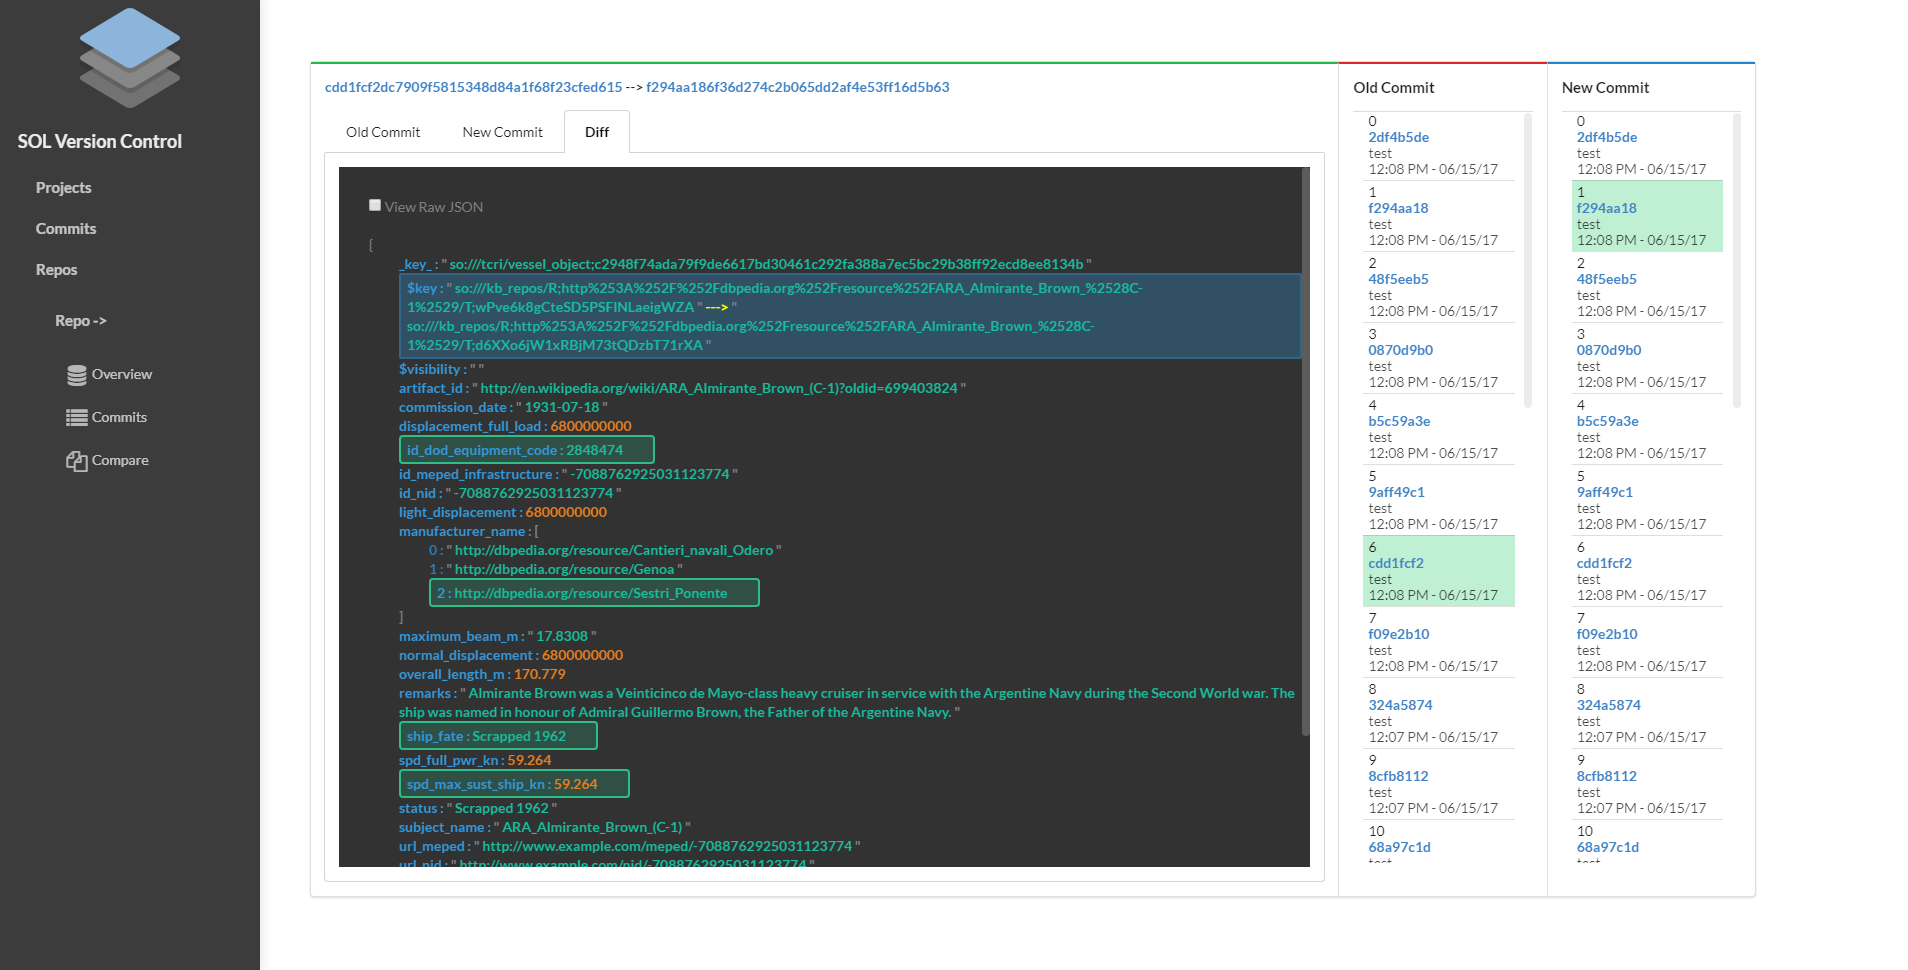 SOL Version Control
Projects
Commits
Repos
Repo ->
Overview
Commits
Compare
cdd1fcf2dc7909f5815348d84a1f68f23cfed615 --> f294aa186f36d274c2b065dd2af4e53ff16d5b63
Old Commit New Commit Diff
View Raw JSON
[
_key_ : " so:///tcri/vessel_object;c2948f74ada79f9de6617bd30461c292fa388a7ec5bc29b38ff92ecd8ee8134b "
$key : " so:///kb_repos/R;http%253A%252F%252Fdbpedia.org%252Fresource%252FARA_Almirante_Brown_%2528C-
1%2529/T;wPve6k8gCteSD5PSFINLaeigWZA " ---> "
so:///kb_repos/R;http%253A%252F%252Fdbpedia.org%252Fresource%252FARA_Almirante_Brown_%2528C-
1%2529/T;d6XXo6jW1xRBjM73tQDzbT71rXA "
$visibility : " "
artifact_id : " http://en.wikipedia.org/wiki/ARA_Almirante_Brown_(C-1)?oldid=699403824 "
commission_date : " 1931-07-18 "
displacement_full_load : 6800000000
id_dod_equipment_code : 2848474
id_meped_infrastructure : " -7088762925031123774 "
id_nid : " -7088762925031123774 "
light_displacement : 6800000000
manufacturer_name : [
0 : " http://dbpedia.org/resource/Cantieri_navali_Odero "
1 : " http://dbpedia.org/resource/Genoa "
2 : http://dbpedia.org/resource/Sestri_Ponente
]
maximum_beam_m : " 17.8308 "
normal_displacement : 6800000000
overall_length_m : 170.779
remarks : " Almirante Brown was a Veinticinco de Mayo-class heavy cruiser in service with the Argentine Navy during the Second World war. The
ship was named in honour of Admiral Guillermo Brown, the Father of the Argentine Navy. "
ship_fate : Scrapped 1962
spd_full_pwr_kn : 59.264
spd_max_sust_ship_kn : 59.264
status : " Scrapped 1962 "
subject_name : " ARA_Almirante_Brown_(C-1) "
url_meped : " http://www.example.com/meped/-7088762925031123774 "
url_nid : " http://www.example.com/nid/-7088762925031123774 "
Old Commit
0
2df4b5de
test
12:08 PM - 06/15/17
1
f294aa18
test
12:08 PM - 06/15/17
2
48f5eeb5
test
12:08 PM - 06/15/17
3
0870d9b0
test
12:08 PM - 06/15/17
4
b5c59a3e
test
12:08 PM - 06/15/17
5
9aff49c1
test
12:08 PM - 06/15/17
6
cdd1fcf2
test
12:08 PM - 06/15/17
7
f09e2b10
test
12:08 PM - 06/15/17
8
324a5874
test
12:07 PM - 06/15/17
9
8cfb8112
test
12:07 PM - 06/15/17
10
68a97c1d
test
New Commit
0
2df4b5de
test
12:08 PM - 06/15/17
1
f294aa18
test
12:08 PM - 06/15/17
2
48f5eeb5
test
12:08 PM - 06/15/17
3
0870d9b0
test
12:08 PM - 06/15/17
4
b5c59a3e
test
12:08 PM - 06/15/17
5
9aff49c1
test
12:08 PM - 06/15/17
6
cdd1fcf2
test
12:08 PM - 06/15/17
7
f09e2b10
test
12:08 PM - 06/15/17
8
324a5874
test
12:07 PM - 06/15/17
9
8cfb8112
test
12:07 PM - 06/15/17
10
68a97c1d
test